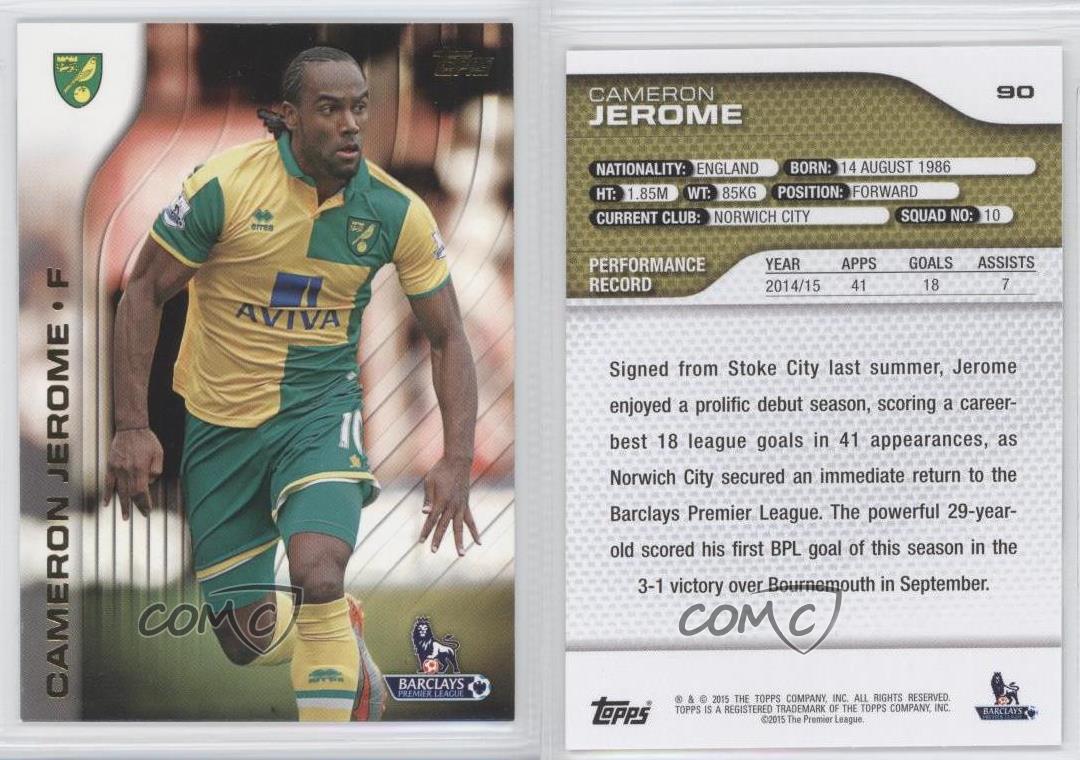 Topps
CAMERON JEROME • F
errea
AVIVA
10
COMC
BARCLAYS
PREMIER LEAGUE
CAMERON
JEROME
90
NATIONALITY: ENGLAND BORN: 14 AUGUST 1986
HT: 1.85M WT: 85KG POSITION: FORWARD
CURRENT CLUB: NORWICH CITY SQUAD NO: 10
PERFORMANCE RECORD
YEAR APPS GOALS ASSISTS
2014/15 41 18 7
Signed from Stoke City last summer, Jerome
enjoyed a prolific debut season, scoring a career-
best 18 league goals in 41 appearances, as
Norwich City secured an immediate return to the
Barclays Premier League. The powerful 29-year-
old scored his first BPL goal of this season in the
3-1 victory over Bournemouth in September.
COMC
Topps
® & © 2015 THE TOPPS COMPANY, INC. ALL RIGHTS RESERVED.
TOPPS IS A REGISTERED TRADEMARK OF THE TOPPS COMPANY, INC.
©2015 The Premier League.
BARCLAYS
PREMIER LEAGUE